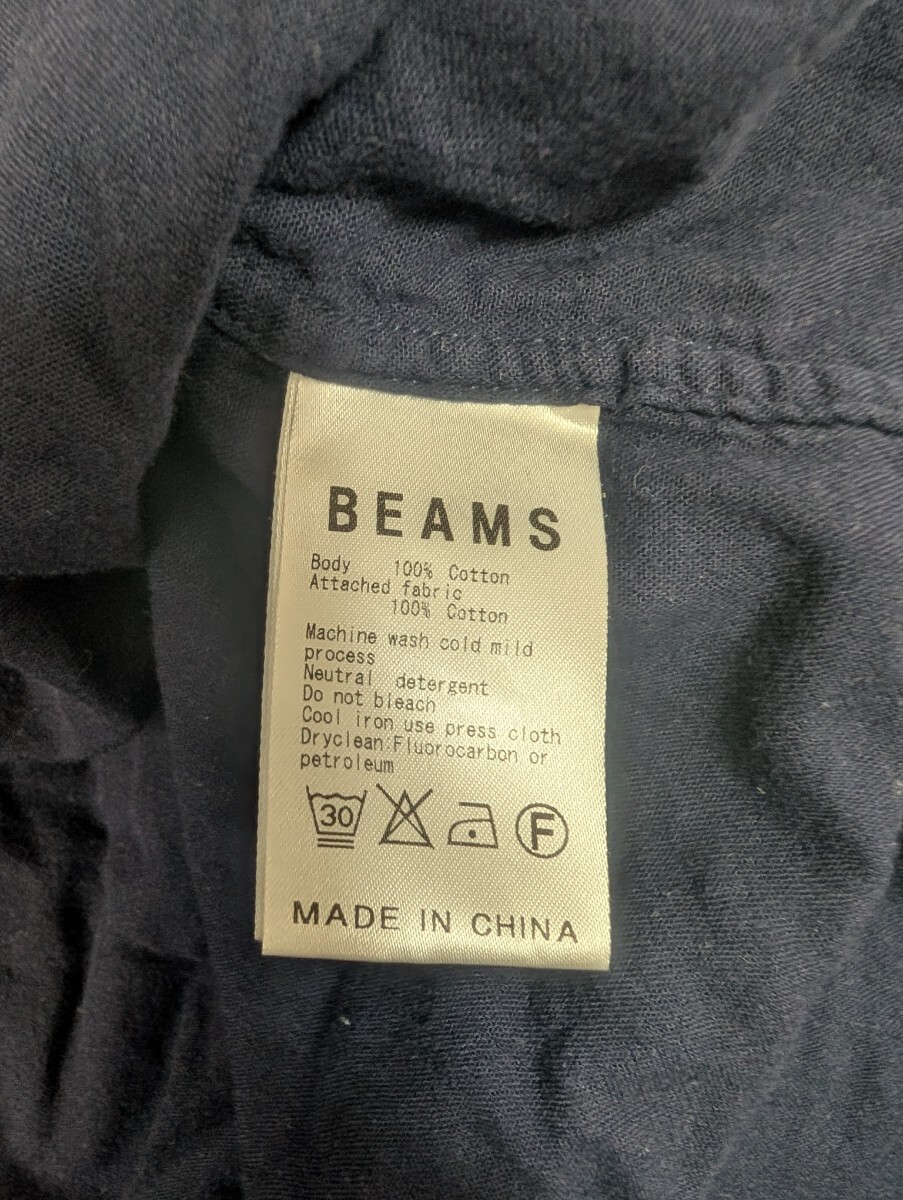 BEAMS
Body 100% Cotton
Attached fabric
100% Cotton
Machine wash cold mild
process
Neutral detergent
Do not bleach
Cool iron use press cloth
Dryclean:Fluorocarbon or
petroleum
30 F
MADE IN CHINA